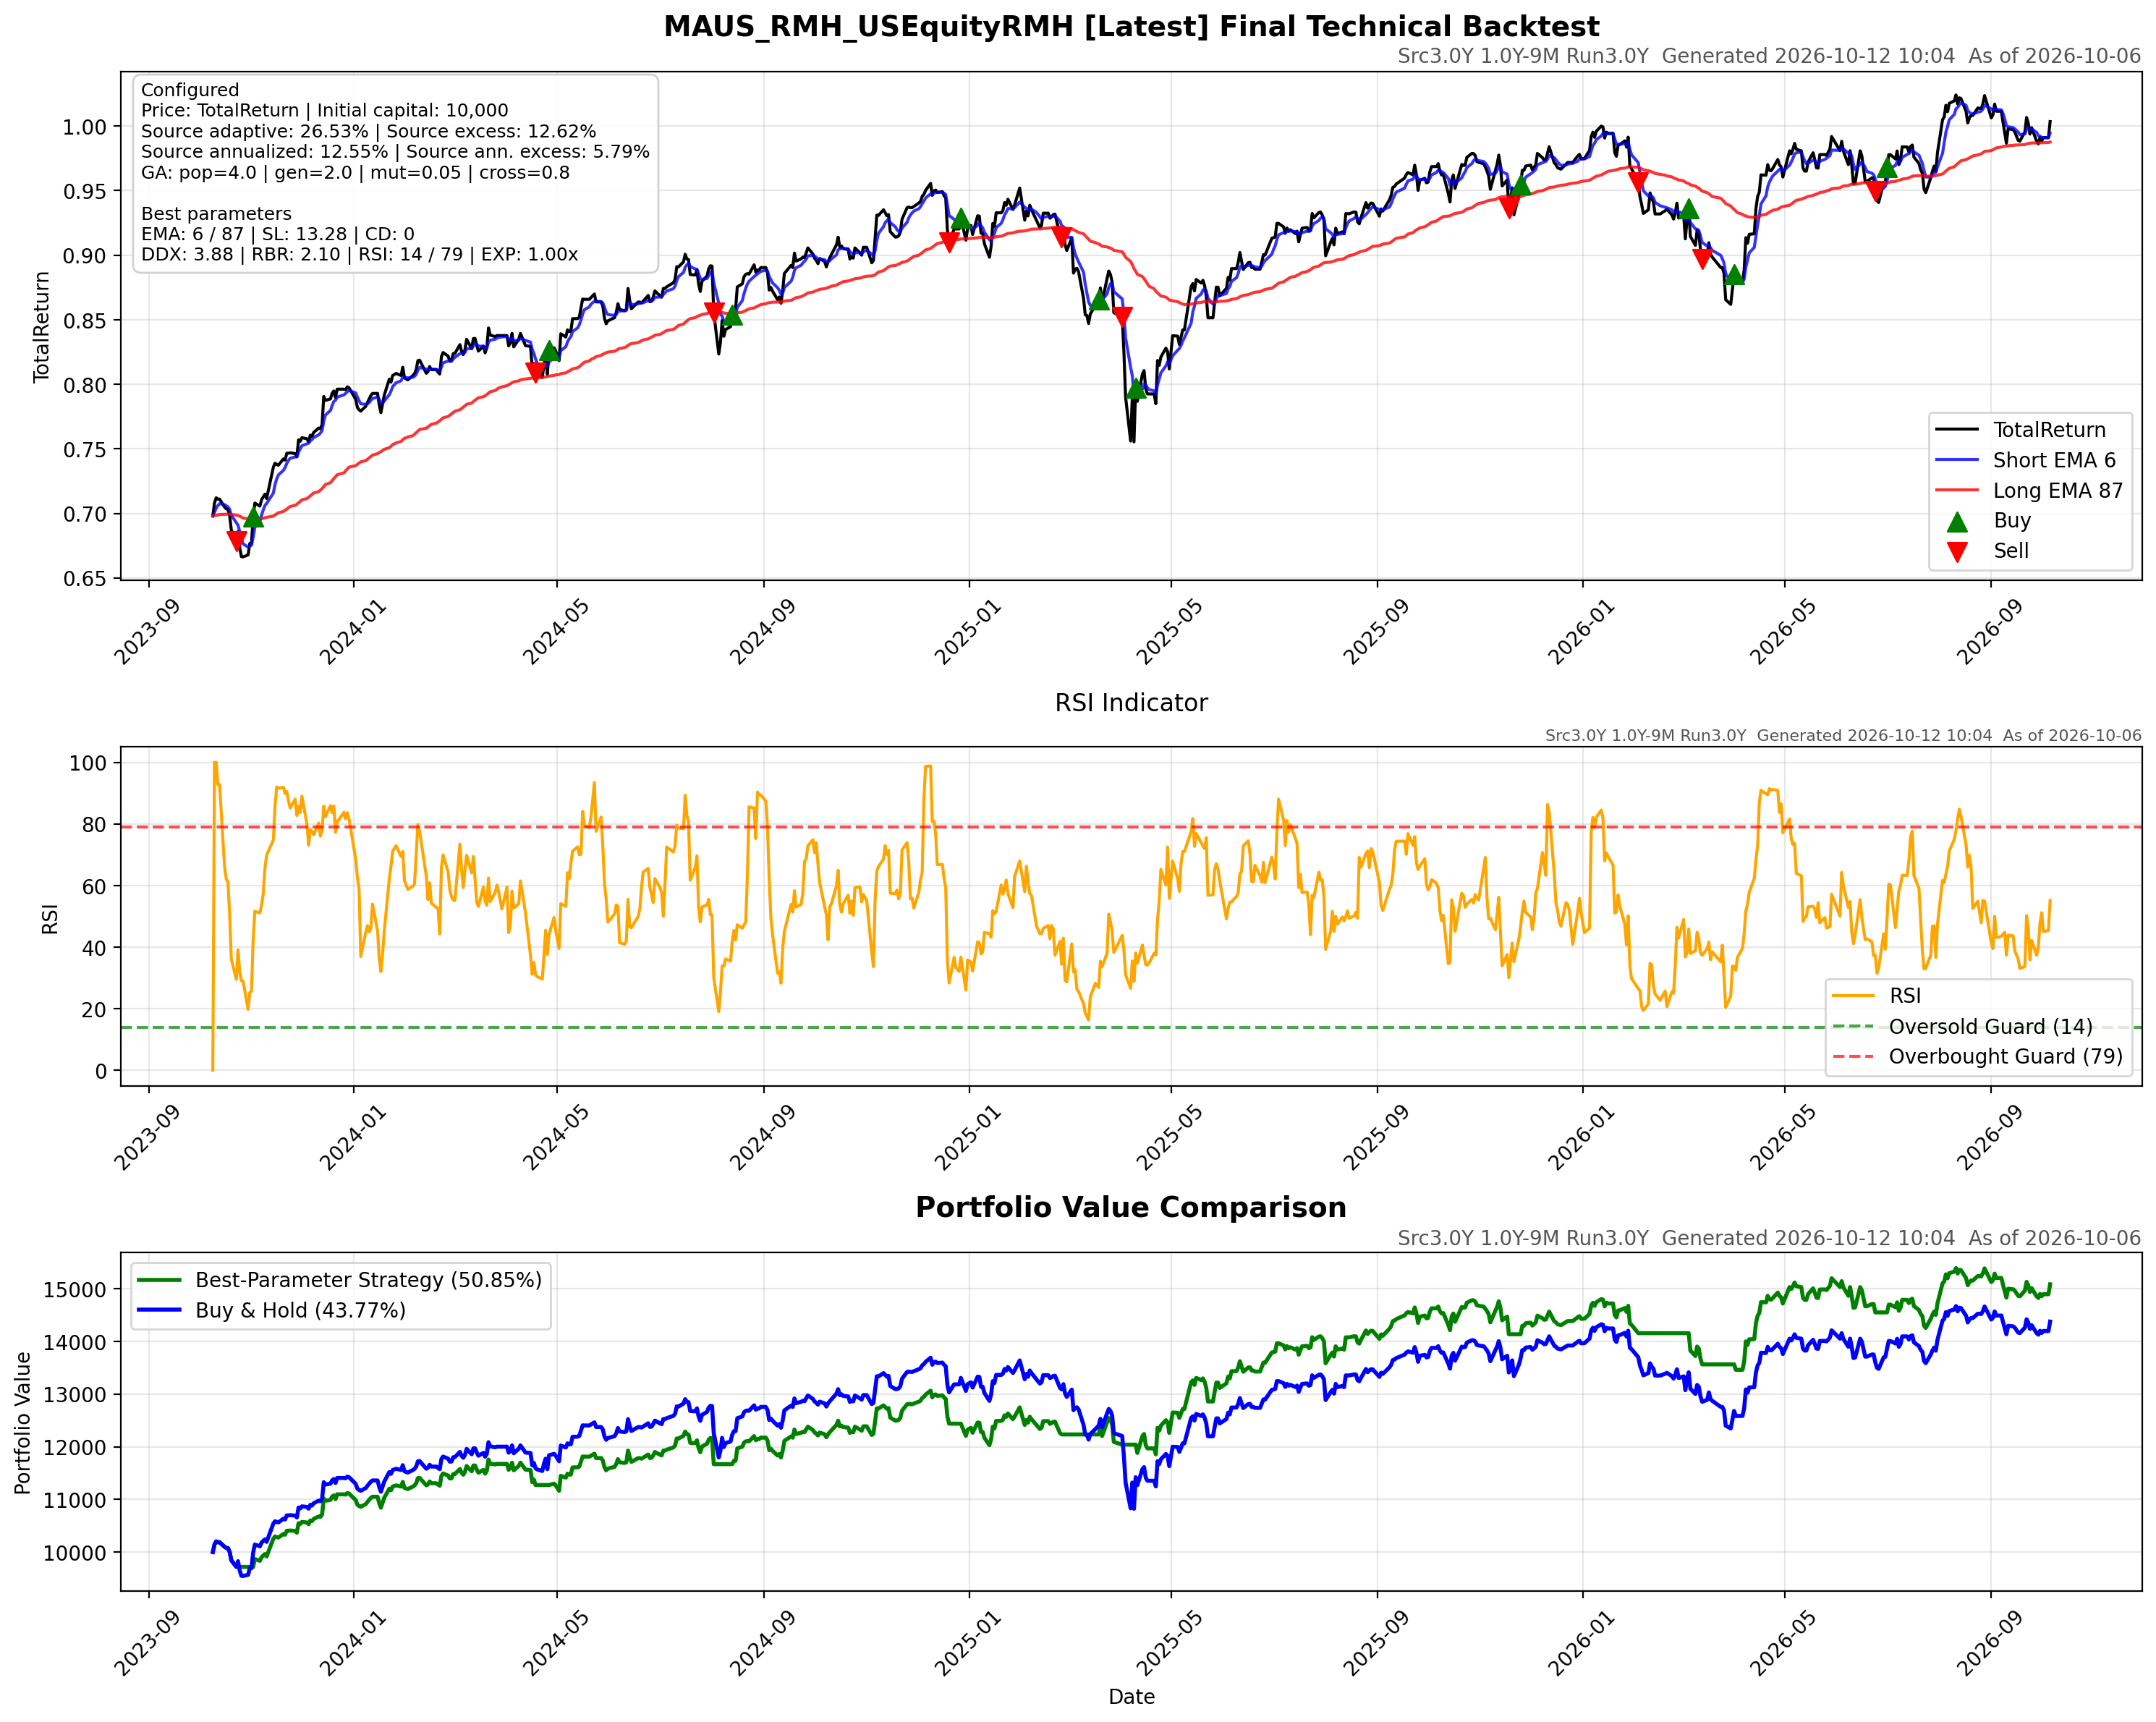 MAUS_RMH_USEquityRMH [Latest] Final Technical Backtest
Src3.0Y 1.0Y-9M Run3.0Y  Generated 2026-10-12 10:04  As of 2026-10-06
Configured
Price: TotalReturn | Initial capital: 10,000
Source adaptive: 26.53% | Source excess: 12.62%
Source annualized: 12.55% | Source ann. excess: 5.79%
GA: pop=4.0 | gen=2.0 | mut=0.05 | cross=0.8
Best parameters
EMA: 6 / 87 | SL: 13.28 | CD: 0
DDX: 3.88 | RBR: 2.10 | RSI: 14 / 79 | EXP: 1.00x
TotalReturn
1.00
0.95
0.90
0.85
0.80
0.75
0.70
0.65
TotalReturn
Short EMA 6
Long EMA 87
Buy
Sell
2023-09
2024-01
2024-05
2024-09
2025-01
2025-05
2025-09
2026-01
2026-05
2026-09
RSI Indicator
Src3.0Y 1.0Y-9M Run3.0Y  Generated 2026-10-12 10:04  As of 2026-10-06
RSI
100
80
60
40
20
0
RSI
Oversold Guard (14)
Overbought Guard (79)
2023-09
2024-01
2024-05
2024-09
2025-01
2025-05
2025-09
2026-01
2026-05
2026-09
Portfolio Value Comparison
Src3.0Y 1.0Y-9M Run3.0Y  Generated 2026-10-12 10:04  As of 2026-10-06
Best-Parameter Strategy (50.85%)
Buy & Hold (43.77%)
Portfolio Value
15000
14000
13000
12000
11000
10000
2023-09
2024-01
2024-05
2024-09
2025-01
2025-05
2025-09
2026-01
2026-05
2026-09
Date